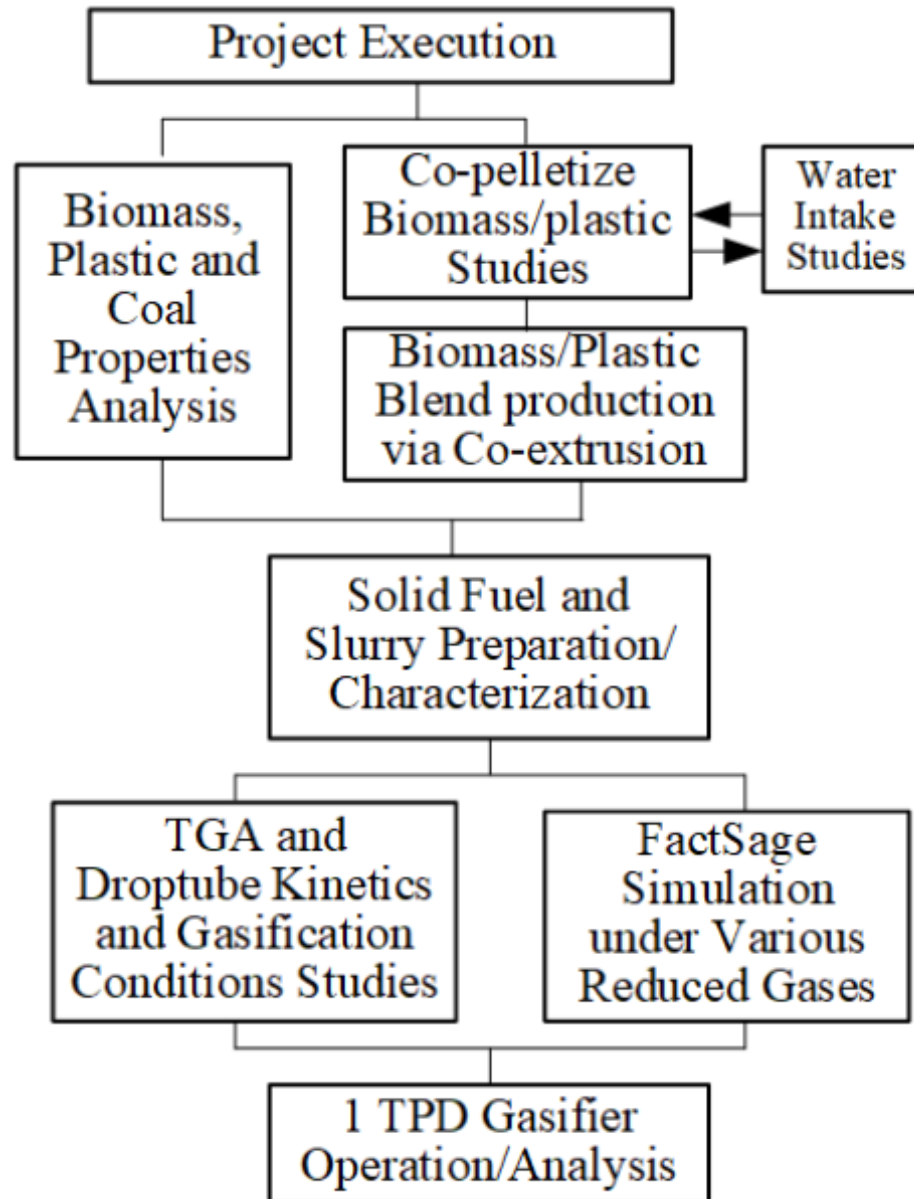 Project Execution
Biomass,
Plastic and
Coal
Properties
Analysis
Co-pelletize
Biomass/plastic
Studies
Water
Intake
Studies
Biomass/Plastic
Blend production
via Co-extrusion
Solid Fuel and
Slurry Preparation/
Characterization
TGA and
Droptube Kinetics
and Gasification
Conditions Studies
FactSage
Simulation
under Various
Reduced Gases
1 TPD Gasifier
Operation/Analysis